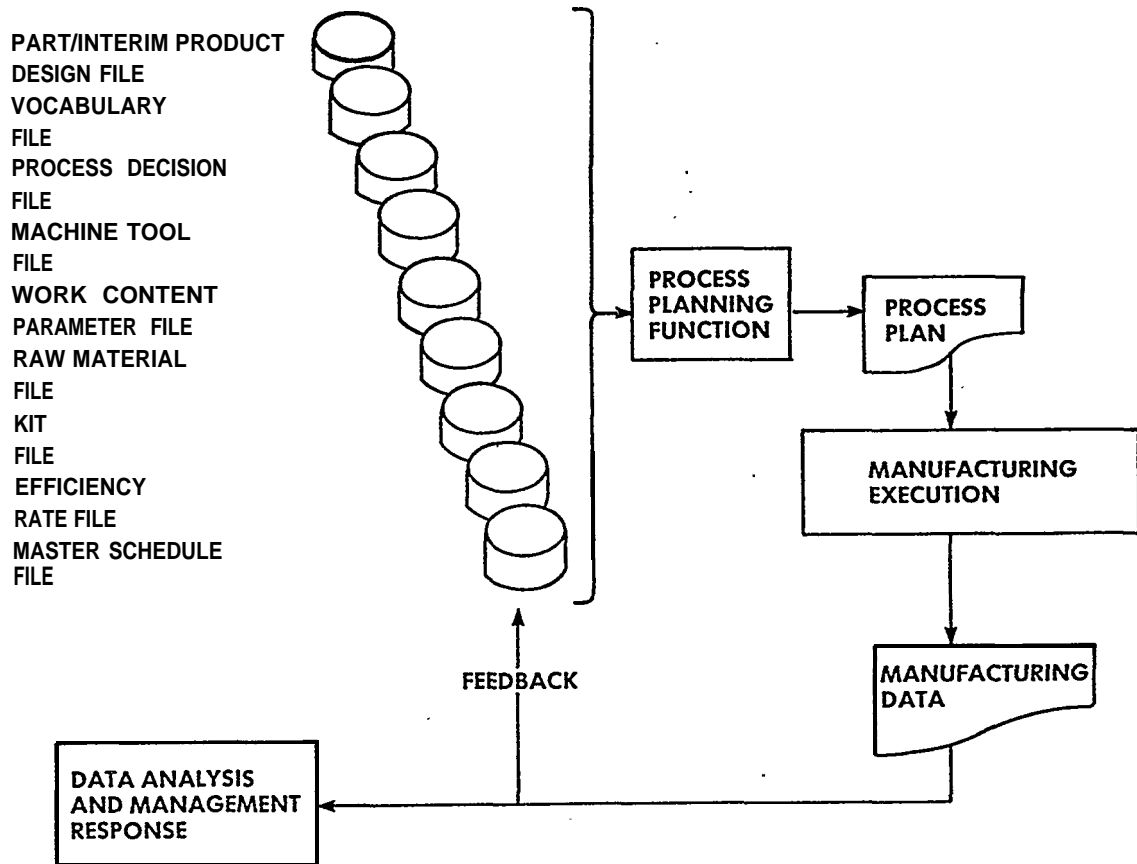 PART/INTERIM PRODUCT
DESIGN FILE
VOCABULARY
FILE
PROCESS DECISION
FILE
MACHINE TOOL
FILE
WORK CONTENT
PARAMETER FILE
RAW MATERIAL
FILE
KIT
FILE
EFFICIENCY
RATE FILE
MASTER SCHEDULE
FILE
PROCESS
PLANNING
FUNCTION
PROCESS
PLAN
MANUFACTURING
EXECUTION
MANUFACTURING
DATA
FEEDBACK
DATA ANALYSIS
AND MANAGEMENT
RESPONSE